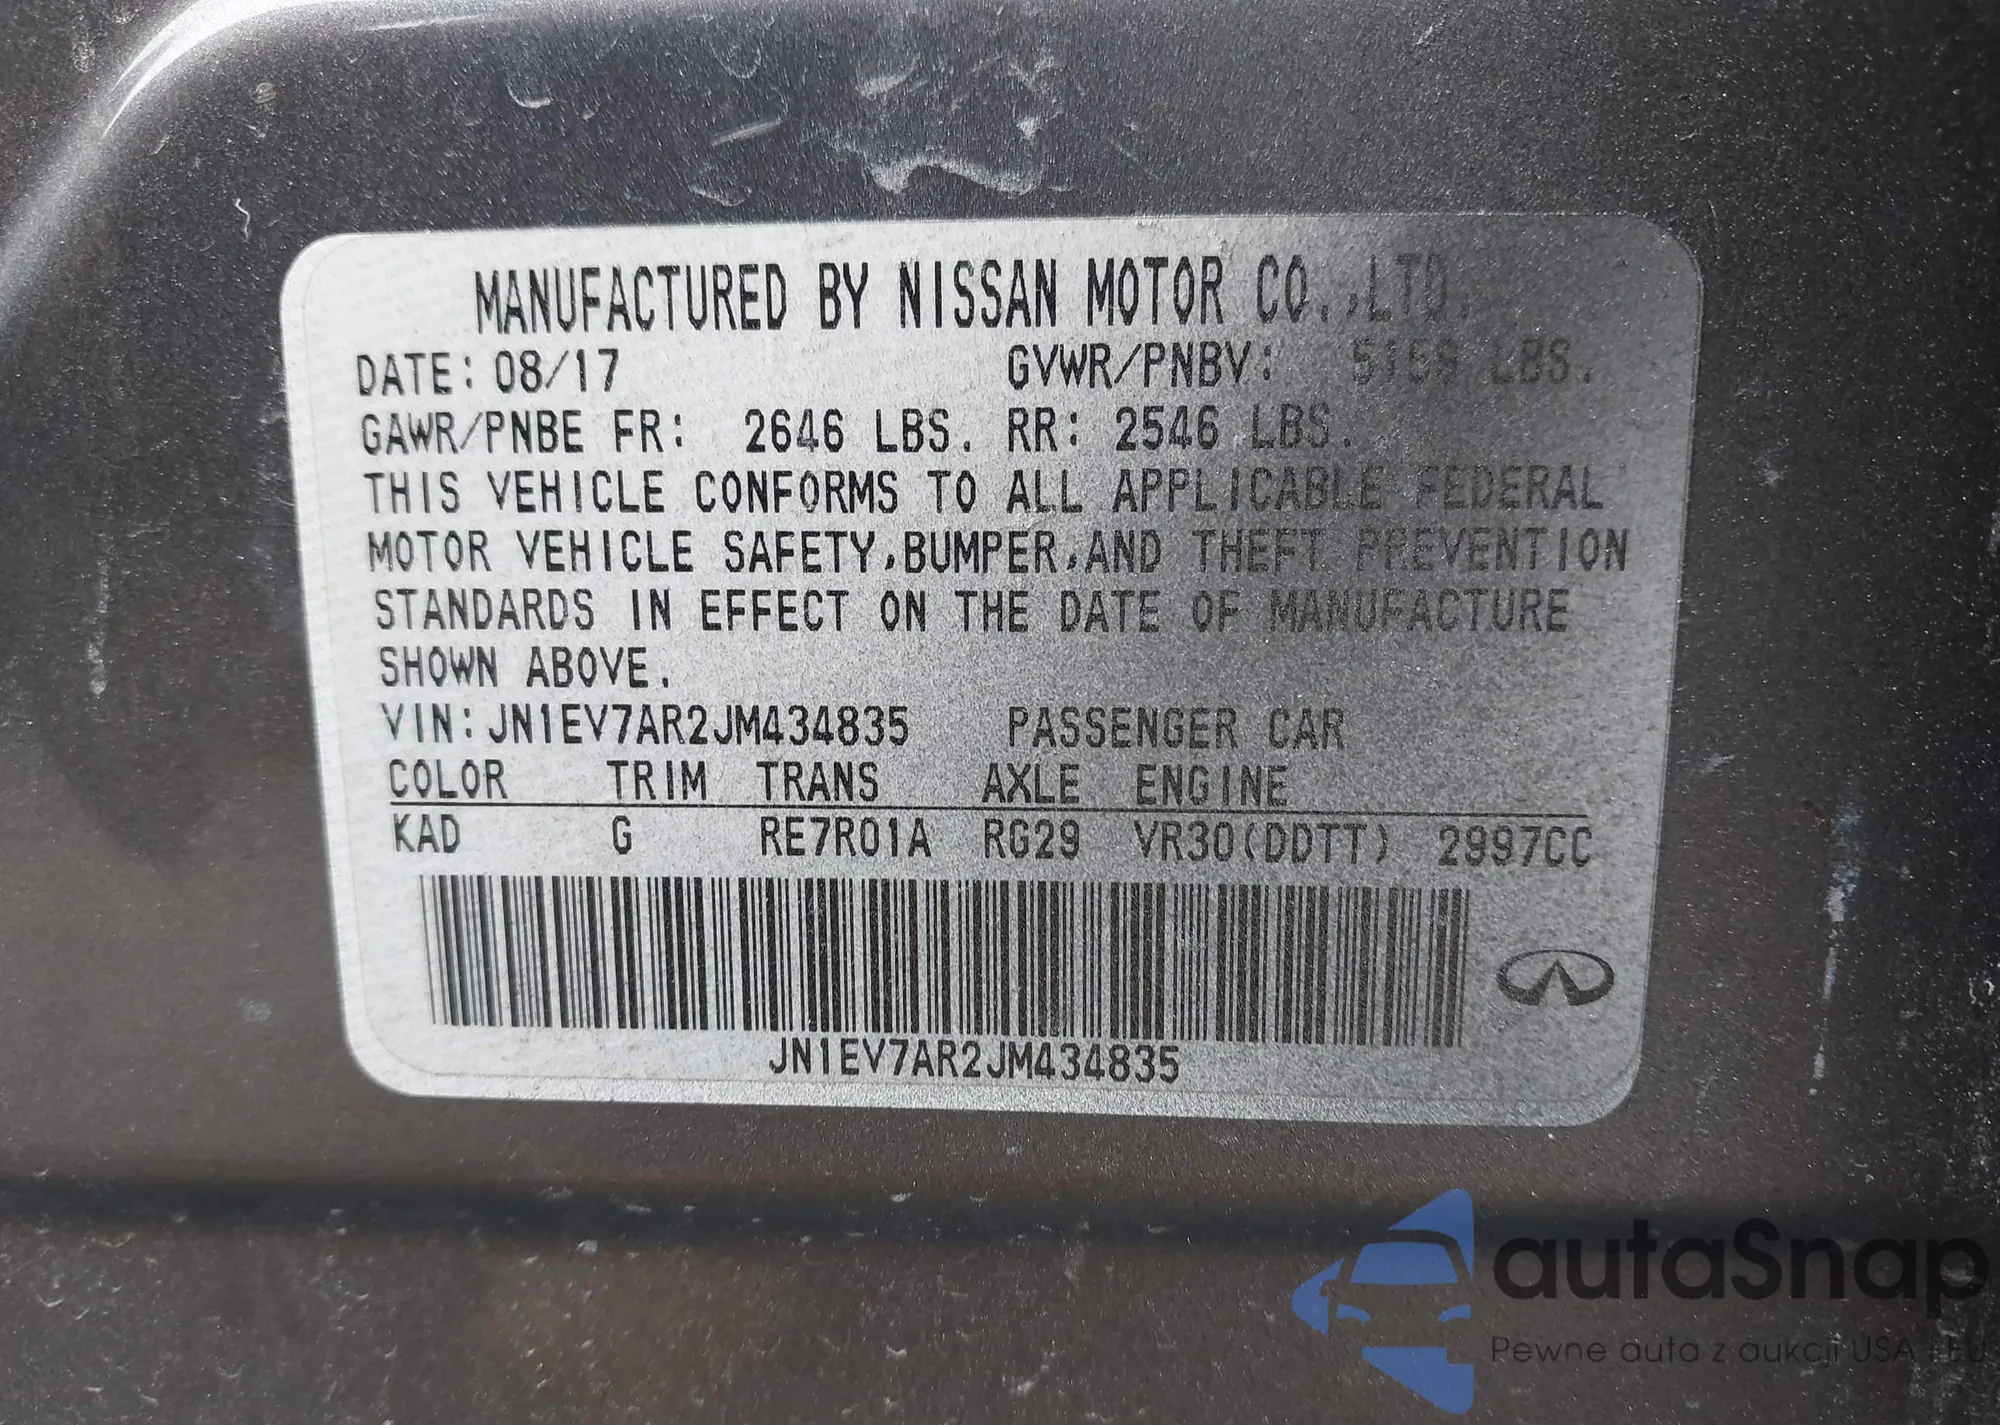 MANUFACTURED BY NISSAN MOTOR CO.,LTD.
DATE: 08/17 GVWR/PNBV: LBS.
GAWR/PNBE FR: 2646 LBS. RR: 2546 LBS.
THIS VEHICLE CONFORMS TO ALL APPLICABLE FEDERAL
MOTOR VEHICLE SAFETY,BUMPER,AND THEFT PREVENTION
STANDARDS IN EFFECT ON THE DATE OF MANUFACTURE
SHOWN ABOVE.
VIN: JN1EV7AR2JM434835 PASSENGER CAR
COLOR TRIM TRANS AXLE ENGINE
KAD G RE7R01A RG29 VR30(DDTT) 2997CC
JN1EV7AR2JM434835
autaSnap
Pewne auta z aukcji USA i EU